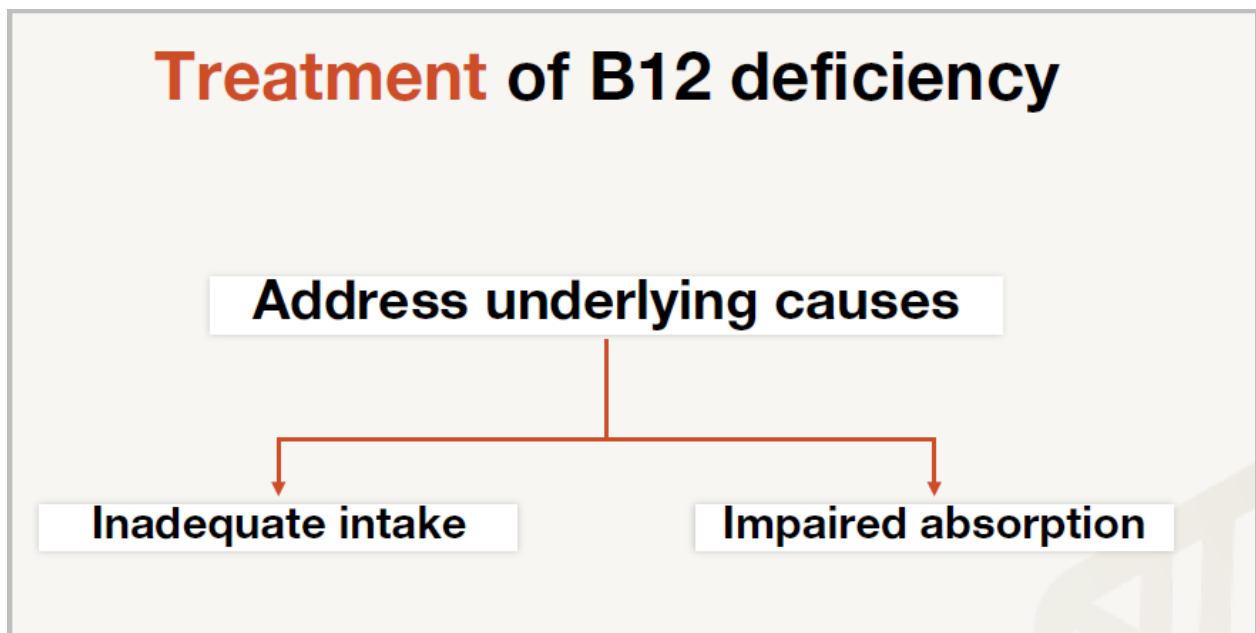 Treatment of B12 deficiency
Address underlying causes
Inadequate intake
Impaired absorption